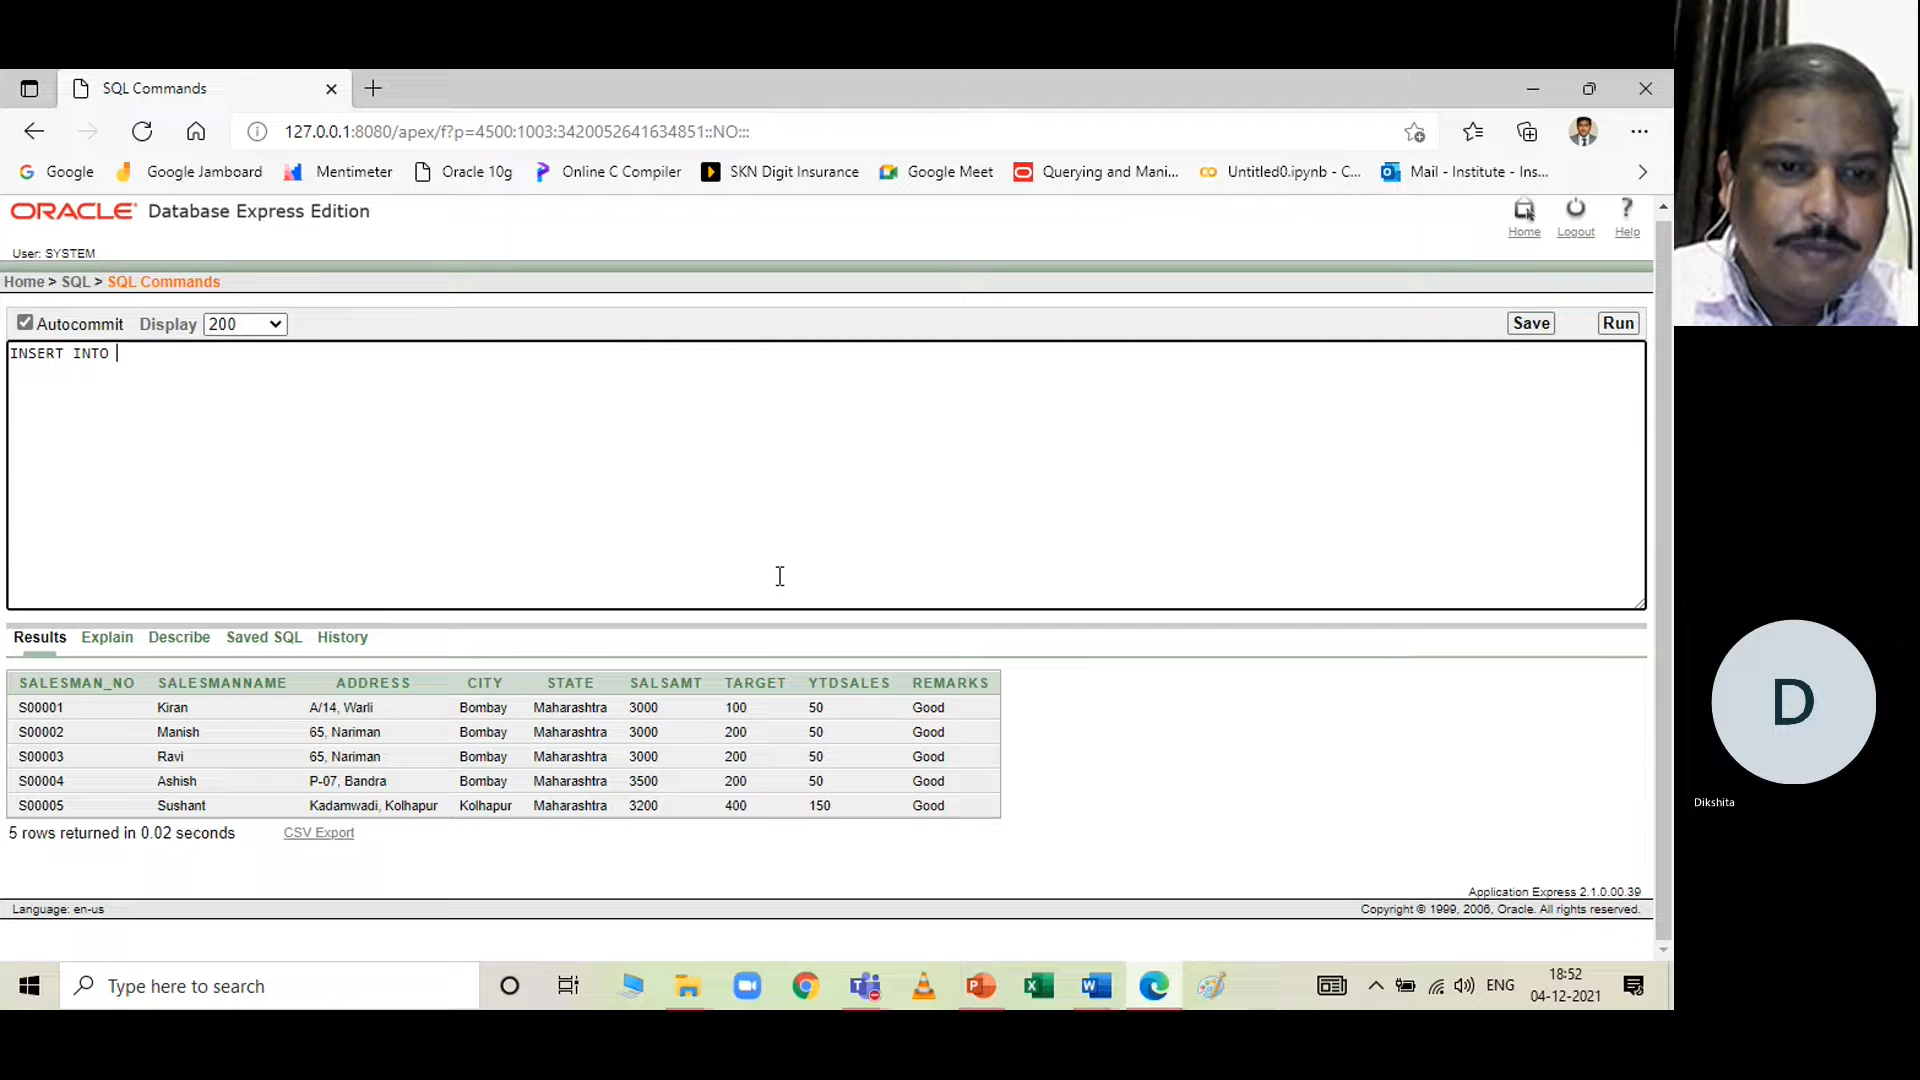 SQL Commands
127.0.0.1:8080/apex/f?p=4500:1003:3420052641634851::NO:::
Google Google Jamboard Mentimeter Oracle 10g Online C Compiler SKN Digit Insurance Google Meet Querying and Mani... Untitled0.ipynb - C... Mail - Institute - Ins...
ORACLE Database Express Edition
Home Logout Help
User: SYSTEM
Home > SQL > SQL Commands
Autocommit Display 200 Save Run
INSERT INTO
Results Explain Describe Saved SQL History
SALESMAN_NO SALESMANNAME ADDRESS CITY STATE SALSAMT TARGET YTDSALES REMARKS
S00001 Kiran A/14, Warli Bombay Maharashtra 3000 100 50 Good
S00002 Manish 65, Nariman Bombay Maharashtra 3000 200 50 Good
S00003 Ravi 65, Nariman Bombay Maharashtra 3000 200 50 Good
S00004 Ashish P-07, Bandra Bombay Maharashtra 3500 200 50 Good
S00005 Sushant Kadamwadi, Kolhapur Kolhapur Maharashtra 3200 400 150 Good
5 rows returned in 0.02 seconds CSV Export
Application Express 2.1.0.00.39
Language: en-us Copyright © 1999, 2006, Oracle. All rights reserved.
Type here to search ENG 18:52
04-12-2021
D
Dikshita